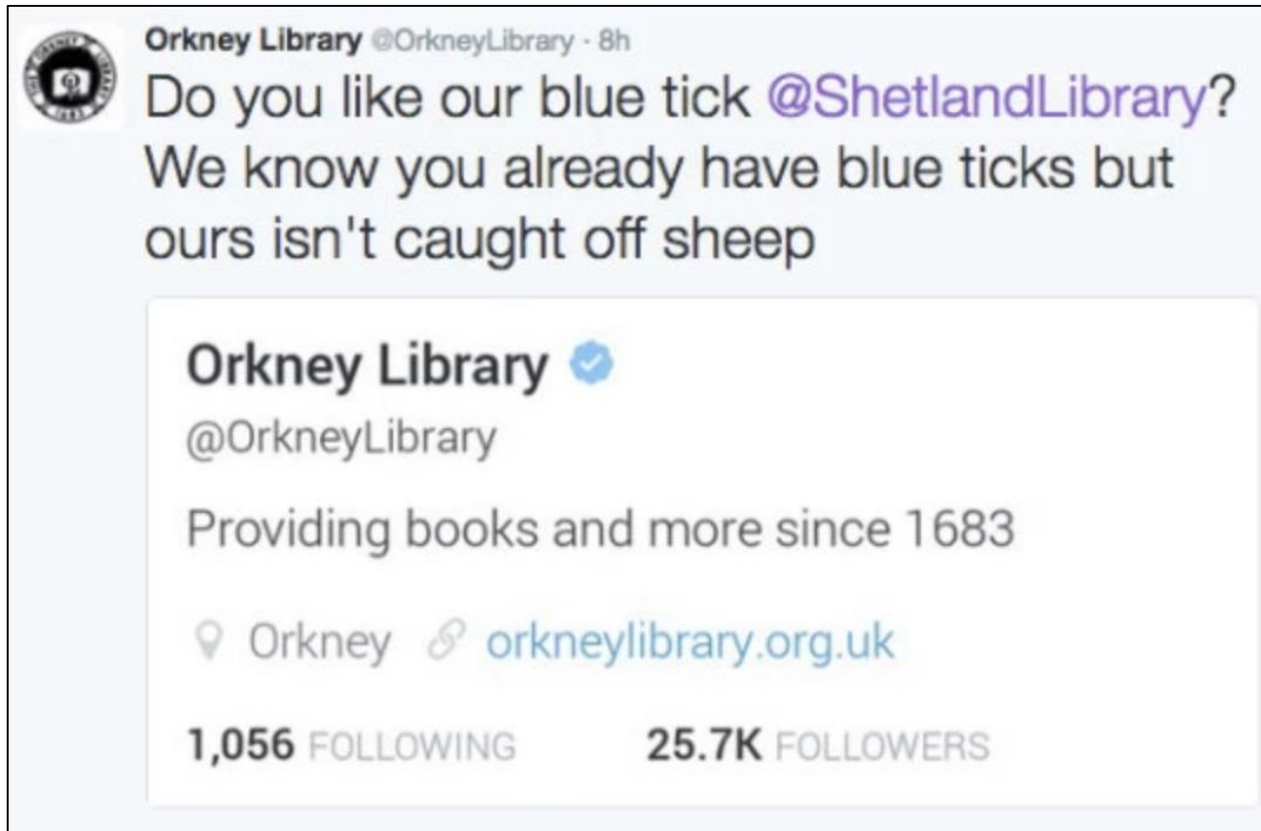 Orkney Library @OrkneyLibrary · 8h
Do you like our blue tick @ShetlandLibrary?
We know you already have blue ticks but
ours isn't caught off sheep
Orkney Library
@OrkneyLibrary
Providing books and more since 1683
Orkney orkneylibrary.org.uk
1,056 FOLLOWING 25.7K FOLLOWERS